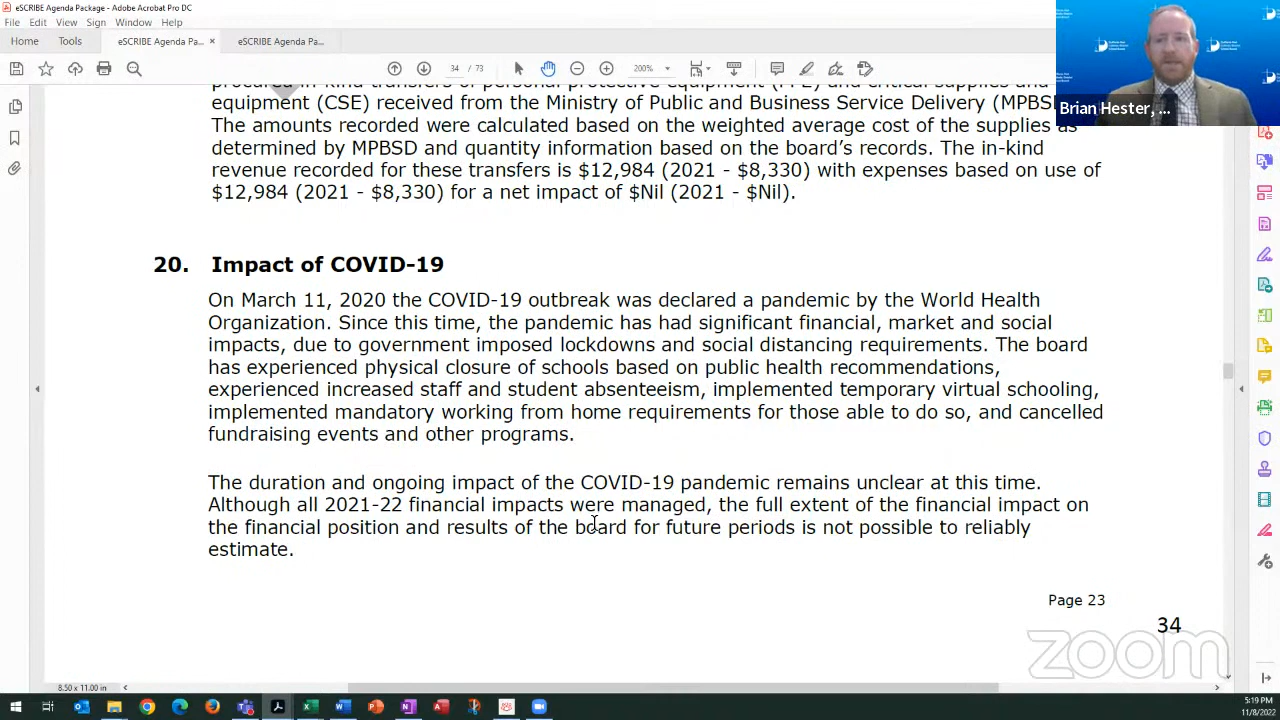 eSCRIBE Agenda Package - Adobe Acrobat Pro DC
File Edit View Sign Window Help
Home Tools eSCRIBE Agenda Pa... × eSCRIBE Agenda Pa...
34 / 73 200%
equipment (CSE) received from the Ministry of Public and Business Service Delivery (MPBS
The amounts recorded were calculated based on the weighted average cost of the supplies as
determined by MPBSD and quantity information based on the board's records. The in-kind
revenue recorded for these transfers is $12,984 (2021 - $8,330) with expenses based on use of
$12,984 (2021 - $8,330) for a net impact of $Nil (2021 - $Nil).
Brian Hester, ...
20. Impact of COVID-19
On March 11, 2020 the COVID-19 outbreak was declared a pandemic by the World Health
Organization. Since this time, the pandemic has had significant financial, market and social
impacts, due to government imposed lockdowns and social distancing requirements. The board
has experienced physical closure of schools based on public health recommendations,
experienced increased staff and student absenteeism, implemented temporary virtual schooling,
implemented mandatory working from home requirements for those able to do so, and cancelled
fundraising events and other programs.
The duration and ongoing impact of the COVID-19 pandemic remains unclear at this time.
Although all 2021-22 financial impacts were managed, the full extent of the financial impact on
the financial position and results of the board for future periods is not possible to reliably
estimate.
Page 23
34
zoom
8.50 x 11.00 in
5:19 PM
11/8/2022